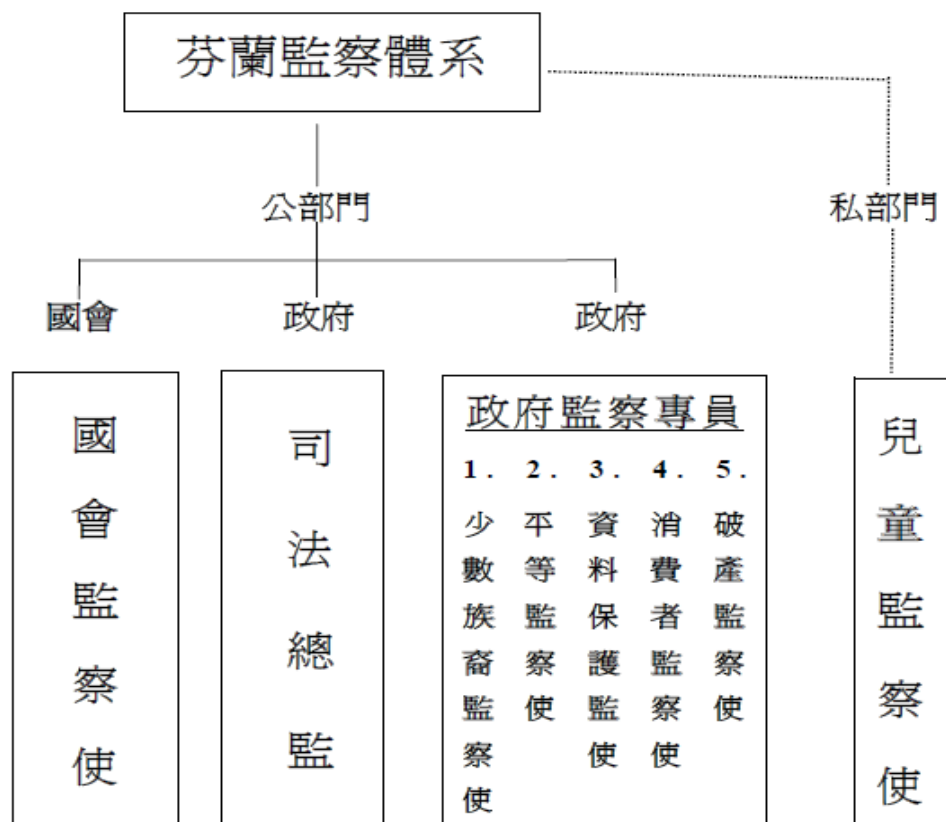 芬蘭監察體系
公部門
私部門
國會
政府
政府
國會監察使
司法總監
政府監察專員
1. 少數族裔監察使
2. 平等監察使
3. 資料保護監察使
4. 消費者監察使
5. 破產監察使
兒童監察使